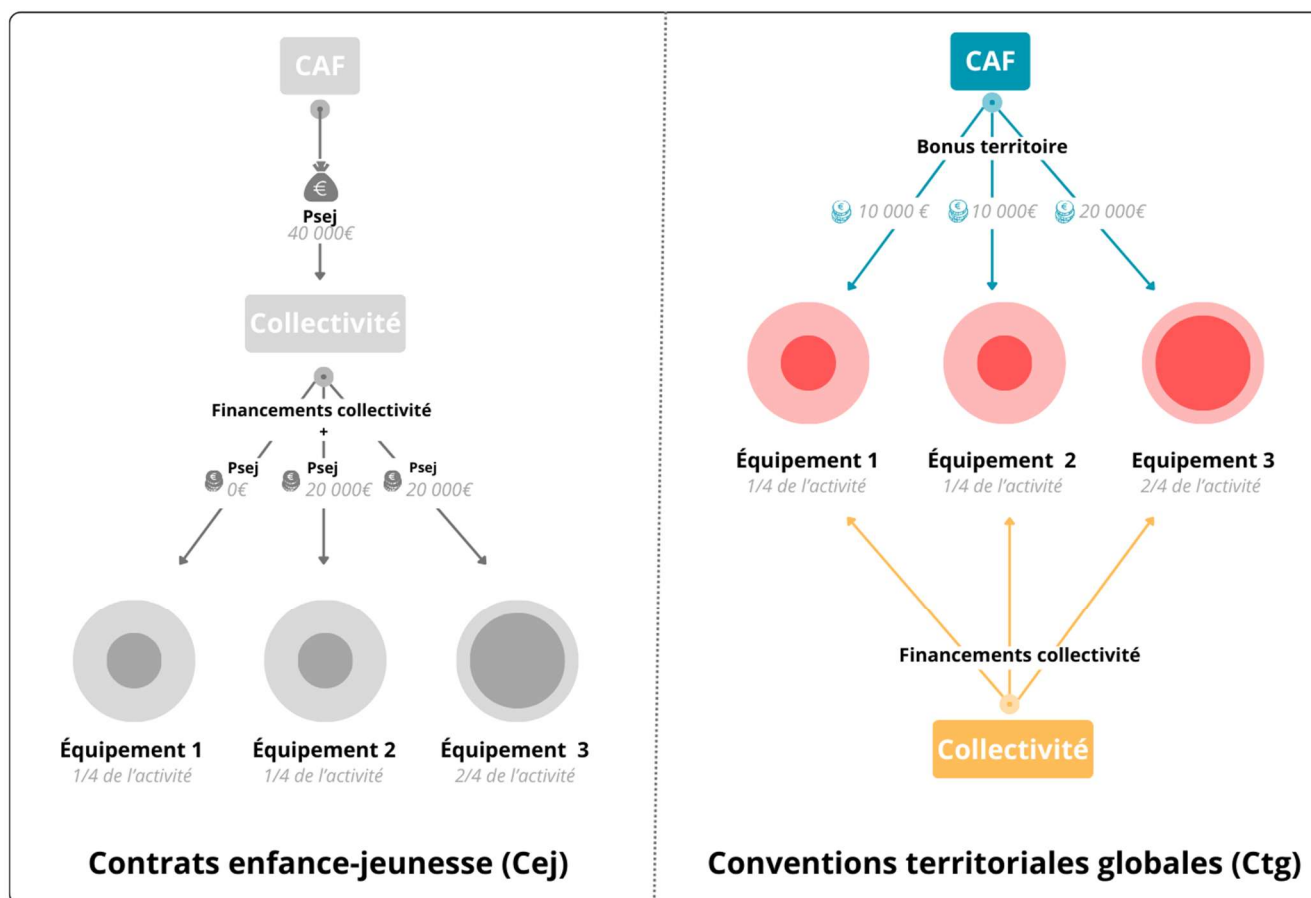 CAF
€
Psej
40 000€
Collectivité
Financements collectivité
+
Psej
0€
Psej
20 000€
Psej
20 000€
Équipement 1
1/4 de l’activité
Équipement 2
1/4 de l’activité
Équipement 3
2/4 de l’activité
Contrats enfance-jeunesse (Cej)
CAF
Bonus territoire
10 000 €
10 000€
20 000€
Équipement 1
1/4 de l’activité
Équipement 2
1/4 de l’activité
Équipement 3
2/4 de l’activité
Financements collectivité
Collectivité
Conventions territoriales globales (Ctg)